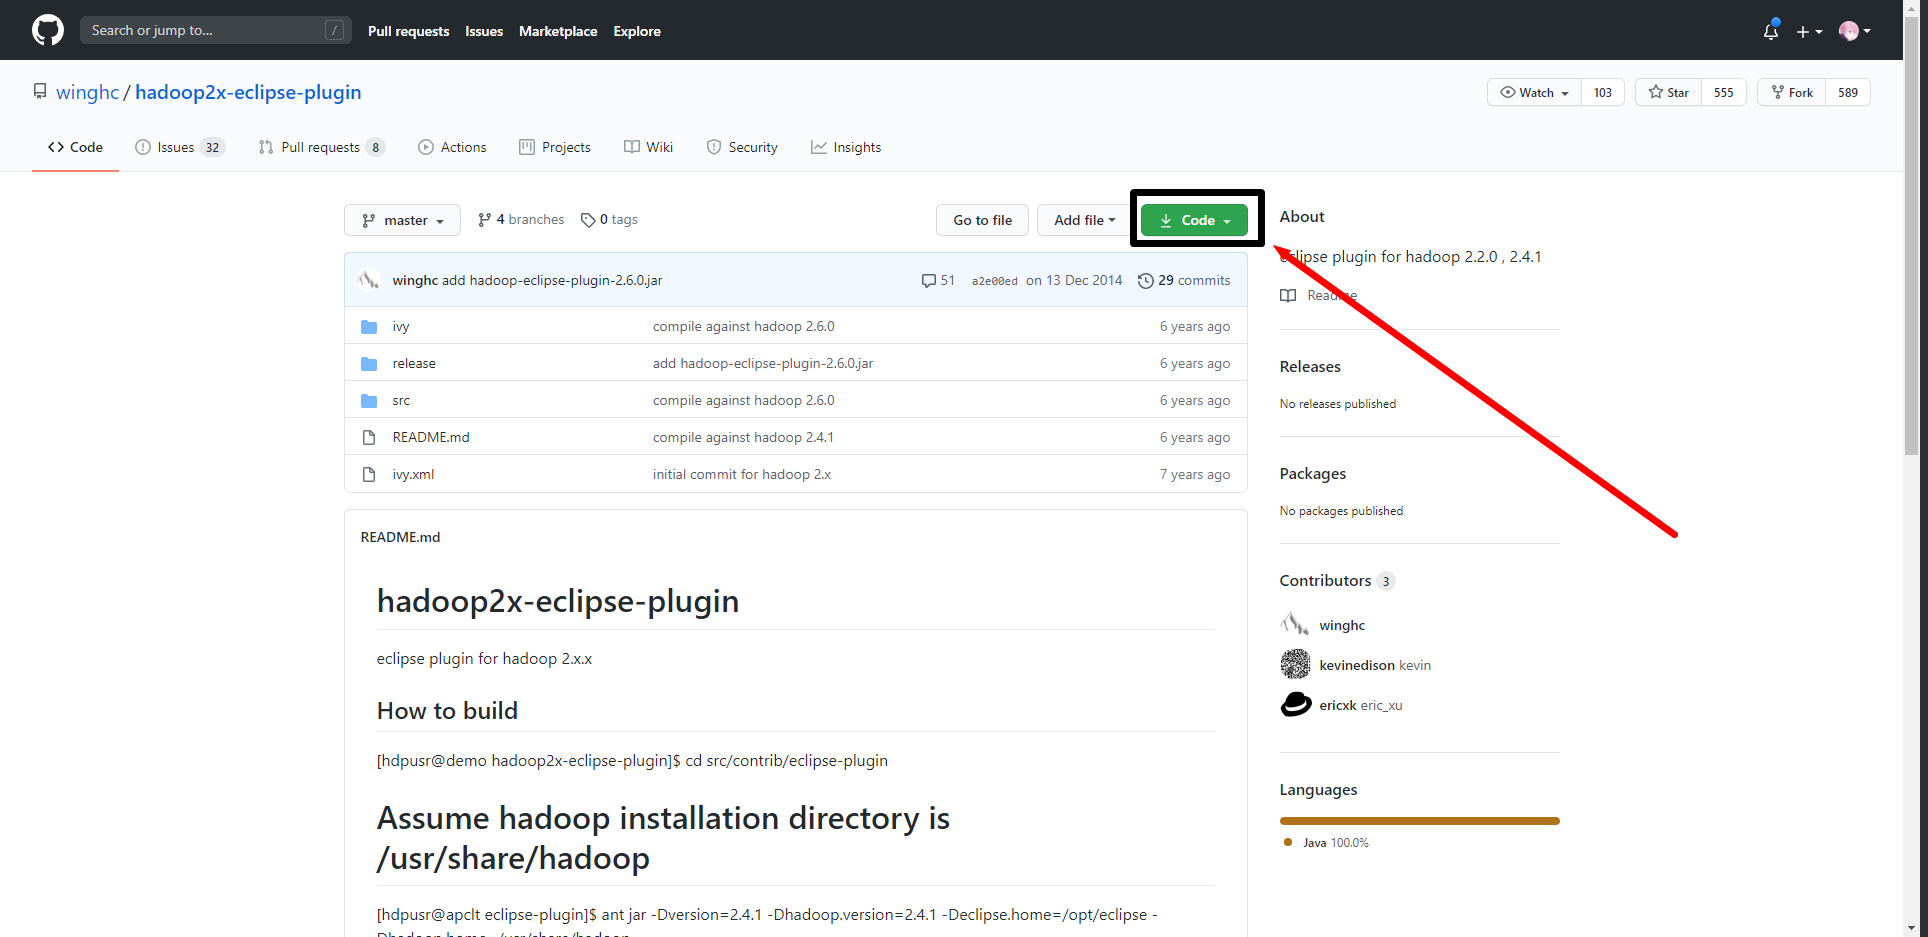 Search or jump to... /
Pull requests Issues Marketplace Explore
winghc / hadoop2x-eclipse-plugin
Watch 103 Star 555 Fork 589
Code Issues 32 Pull requests 8 Actions Projects Wiki Security Insights
master 4 branches 0 tags Go to file Add file Code
winghc add hadoop-eclipse-plugin-2.6.0.jar 51 a2e00ed on 13 Dec 2014 29 commits
ivy compile against hadoop 2.6.0 6 years ago
release add hadoop-eclipse-plugin-2.6.0.jar 6 years ago
src compile against hadoop 2.6.0 6 years ago
README.md compile against hadoop 2.4.1 6 years ago
ivy.xml initial commit for hadoop 2.x 7 years ago
README.md
hadoop2x-eclipse-plugin
eclipse plugin for hadoop 2.x.x
How to build
[hdpusr@demo hadoop2x-eclipse-plugin]$ cd src/contrib/eclipse-plugin
Assume hadoop installation directory is
/usr/share/hadoop
[hdpusr@apclt eclipse-plugin]$ ant jar -Dversion=2.4.1 -Dhadoop.version=2.4.1 -Declipse.home=/opt/eclipse -
About
eclipse plugin for hadoop 2.2.0 , 2.4.1
Readme
Releases
No releases published
Packages
No packages published
Contributors 3
winghc
kevinedison kevin
ericxk eric_xu
Languages
Java 100.0%